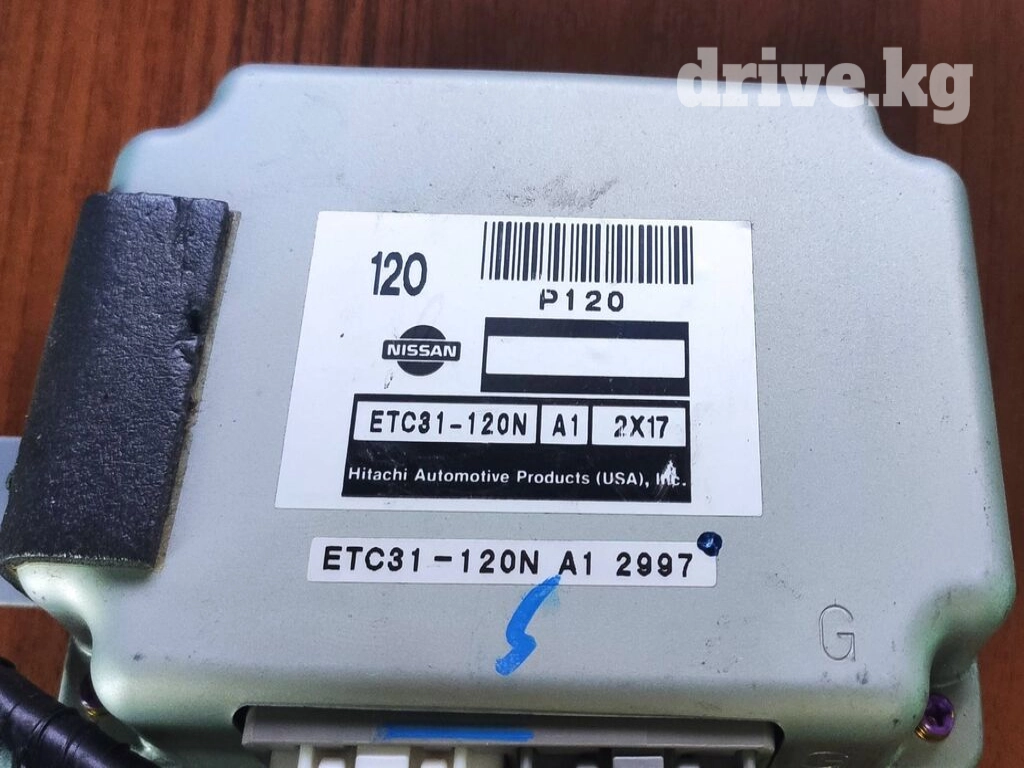 drive.kg
120
P120
NISSAN
ETC31-120N A1 2X17
Hitachi Automotive Products (USA), Inc.
ETC31-120N A1 2997
G